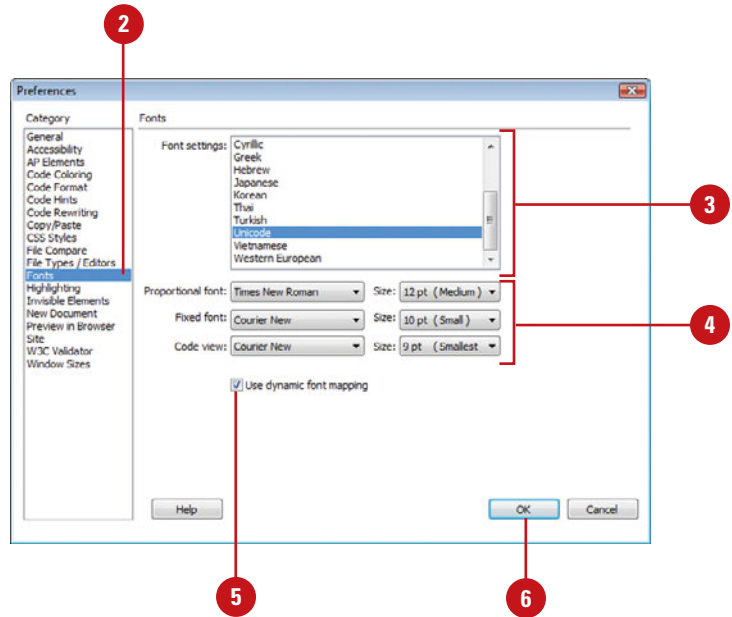 2
Preferences
Category
General
Accessibility
AP Elements
Code Coloring
Code Format
Code Hints
Code Rewriting
Copy/Paste
CSS Styles
File Compare
File Types / Editors
Fonts
Highlighting
Invisible Elements
New Document
Preview in Browser
Site
W3C Validator
Window Sizes
Fonts
Font settings:
Cyrillic
Greek
Hebrew
Japanese
Korean
Thai
Turkish
Unicode
Vietnamese
Western European
3
Proportional font: Times New Roman Size: 12 pt (Medium)
Fixed font: Courier New Size: 10 pt (Small)
Code view: Courier New Size: 9 pt (Smallest
4
Use dynamic font mapping
Help OK Cancel
5 6